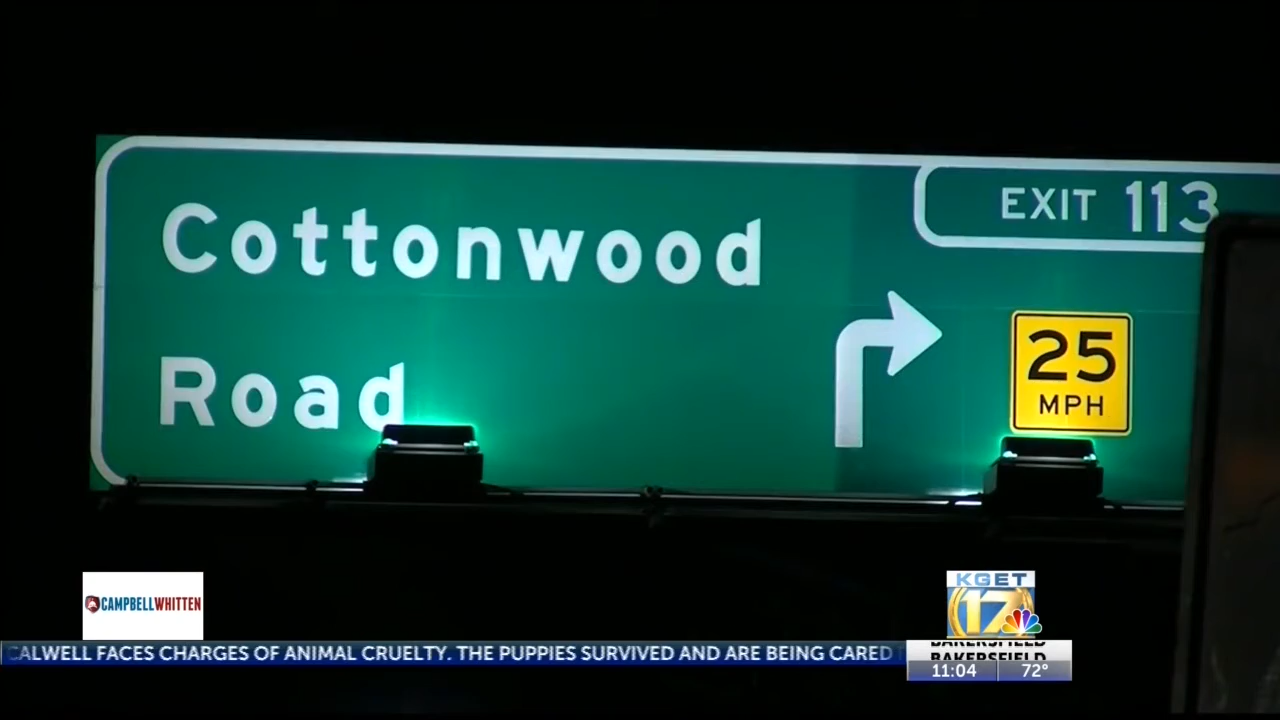 EXIT 113
Cottonwood
Road
25
MPH
CAMPBELLWHITTEN
KGET
17
CALWELL FACES CHARGES OF ANIMAL CRUELTY. THE PUPPIES SURVIVED AND ARE BEING CARED
BAKERSFIELD
BAKERSFIELD
11:04 72°